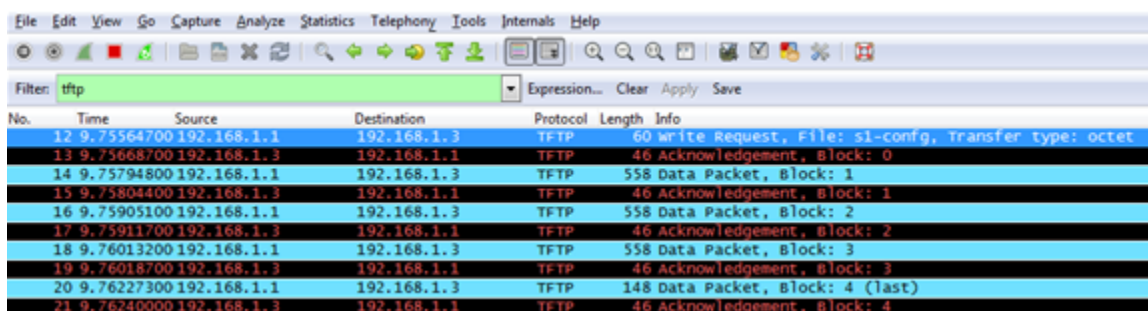 File Edit View Go Capture Analyze Statistics Telephony Tools Internals Help
Filter: tftp Expression... Clear Apply Save
No. Time Source Destination Protocol Length Info
12 9.75564700 192.168.1.1 192.168.1.3 TFTP 60 Write Request, File: s1-confg, Transfer type: octet
13 9.75668700 192.168.1.3 192.168.1.1 TFTP 46 Acknowledgement, Block: 0
14 9.75794800 192.168.1.1 192.168.1.3 TFTP 558 Data Packet, Block: 1
15 9.75804400 192.168.1.3 192.168.1.1 TFTP 46 Acknowledgement, Block: 1
16 9.75905100 192.168.1.1 192.168.1.3 TFTP 558 Data Packet, Block: 2
17 9.75911700 192.168.1.3 192.168.1.1 TFTP 46 Acknowledgement, Block: 2
18 9.76013200 192.168.1.1 192.168.1.3 TFTP 558 Data Packet, Block: 3
19 9.76018700 192.168.1.3 192.168.1.1 TFTP 46 Acknowledgement, Block: 3
20 9.76227300 192.168.1.1 192.168.1.3 TFTP 148 Data Packet, Block: 4 (last)
21 9.76240000 192.168.1.3 192.168.1.1 TFTP 46 Acknowledgement, Block: 4